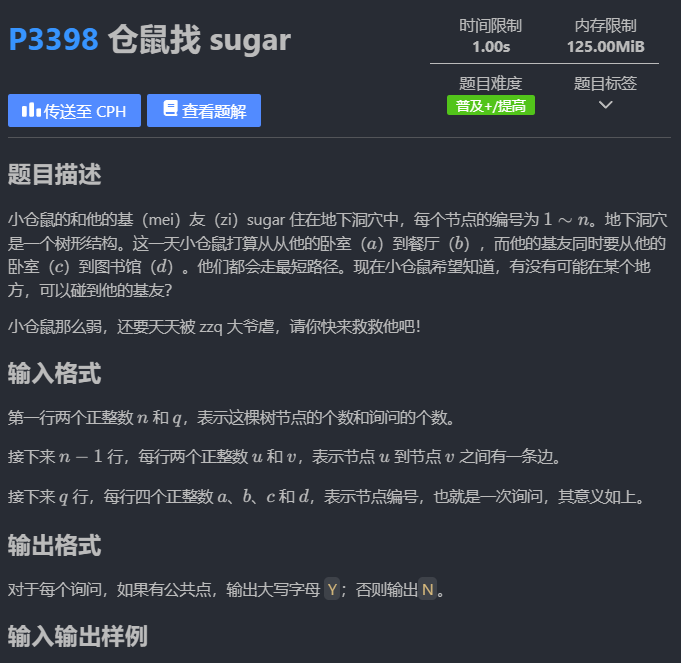 P3398 仓鼠找 sugar
时间限制
1.00s
内存限制
125.00MiB
题目难度
普及+/提高
题目标签
传送至 CPH
查看题解
题目描述
小仓鼠的和他的基（mei）友（zi）sugar 住在地下洞穴中，每个节点的编号为 1 ∼ n。地下洞穴
是一个树形结构。这一天小仓鼠打算从从他的卧室（a）到餐厅（b），而他的基友同时要从他的
卧室（c）到图书馆（d）。他们都会走最短路径。现在小仓鼠希望知道，有没有可能在某个地
方，可以碰到他的基友？
小仓鼠那么弱，还要天天被 zzq 大爷虐，请你快来救救他吧！
输入格式
第一行两个正整数 n 和 q，表示这棵树节点的个数和询问的个数。
接下来 n − 1 行，每行两个正整数 u 和 v，表示节点 u 到节点 v 之间有一条边。
接下来 q 行，每行四个正整数 a、b、c 和 d，表示节点编号，也就是一次询问，其意义如上。
输出格式
对于每个询问，如果有公共点，输出大写字母 Y；否则输出 N。
输入输出样例